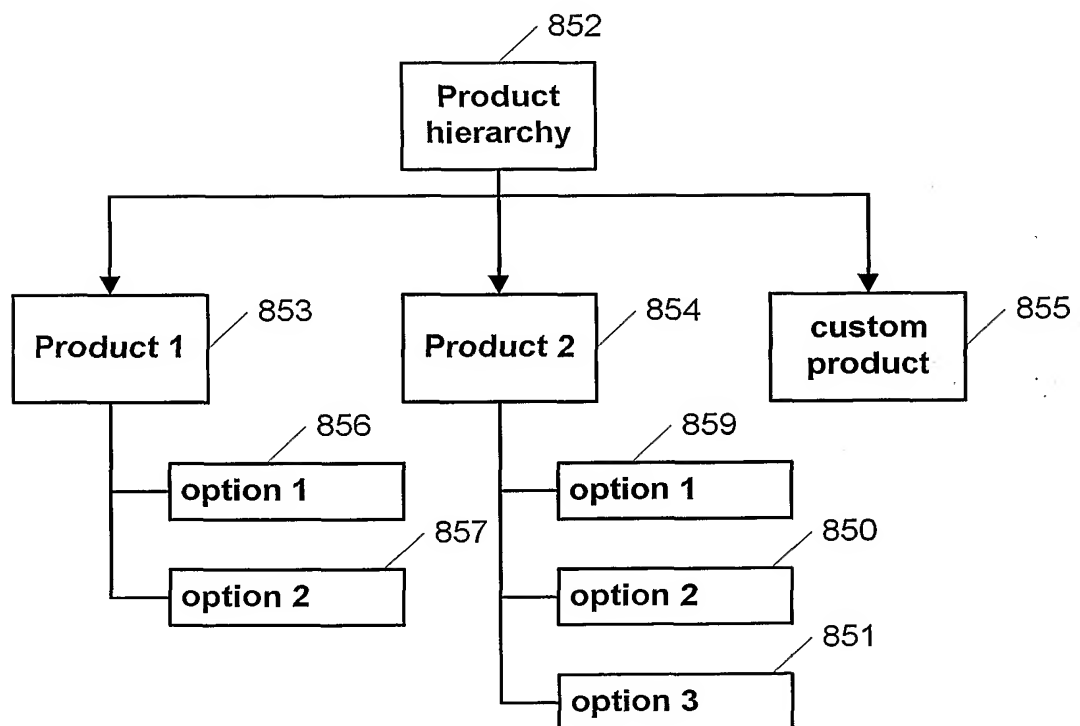 852
Product
hierarchy
853
Product 1
854
Product 2
855
custom
product
856
option 1
857
option 2
859
option 1
850
option 2
851
option 3